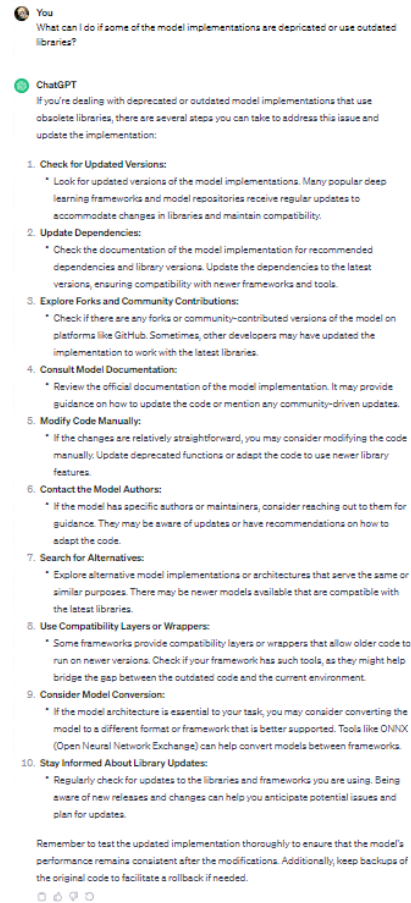 You
What can I do if some of the model implementations are depricated or use outdated
libraries?
ChatGPT
If you're dealing with deprecated or outdated model implementations that use
obsolete libraries, there are several steps you can take to address this issue and
update the implementation:
1. Check for Updated Versions:
• Look for updated versions of the model implementations. Many popular deep
learning frameworks and model repositories receive regular updates to
accommodate changes in libraries and maintain compatibility.
2. Update Dependencies:
• Check the documentation of the model implementation for recommended
dependencies and library versions. Update the dependencies to the latest
versions, ensuring compatibility with newer frameworks and tools.
3. Explore Forks and Community Contributions:
• Check if there are any forks or community-contributed versions of the model on
platforms like GitHub. Sometimes, other developers may have updated the
implementation to work with the latest libraries.
4. Consult Model Documentation:
• Review the official documentation of the model implementation. It may provide
guidance on how to update the code or mention any community-driven updates.
5. Modify Code Manually:
• If the changes are relatively straightforward, you may consider modifying the code
manually. Update deprecated functions or adapt the code to use newer library
features.
6. Contact the Model Authors:
• If the model has specific authors or maintainers, consider reaching out to them for
guidance. They may be aware of updates or have recommendations on how to
adapt the code.
7. Search for Alternatives:
• Explore alternative model implementations or architectures that serve the same or
similar purposes. There may be newer models available that are compatible with
the latest libraries.
8. Use Compatibility Layers or Wrappers:
• Some frameworks provide compatibility layers or wrappers that allow older code to
run on newer versions. Check if your framework has such tools, as they might help
bridge the gap between the outdated code and the current environment.
9. Consider Model Conversion:
• If the model architecture is essential to your task, you may consider converting the
model to a different format or framework that is better supported. Tools like ONNX
(Open Neural Network Exchange) can help convert models between frameworks.
10. Stay Informed About Library Updates:
• Regularly check for updates to the libraries and frameworks you are using. Being
aware of new releases and changes can help you anticipate potential issues and
plan for updates.
Remember to test the updated implementation thoroughly to ensure that the model's
performance remains consistent after the modifications. Additionally, keep backups of
the original code to facilitate a rollback if needed.